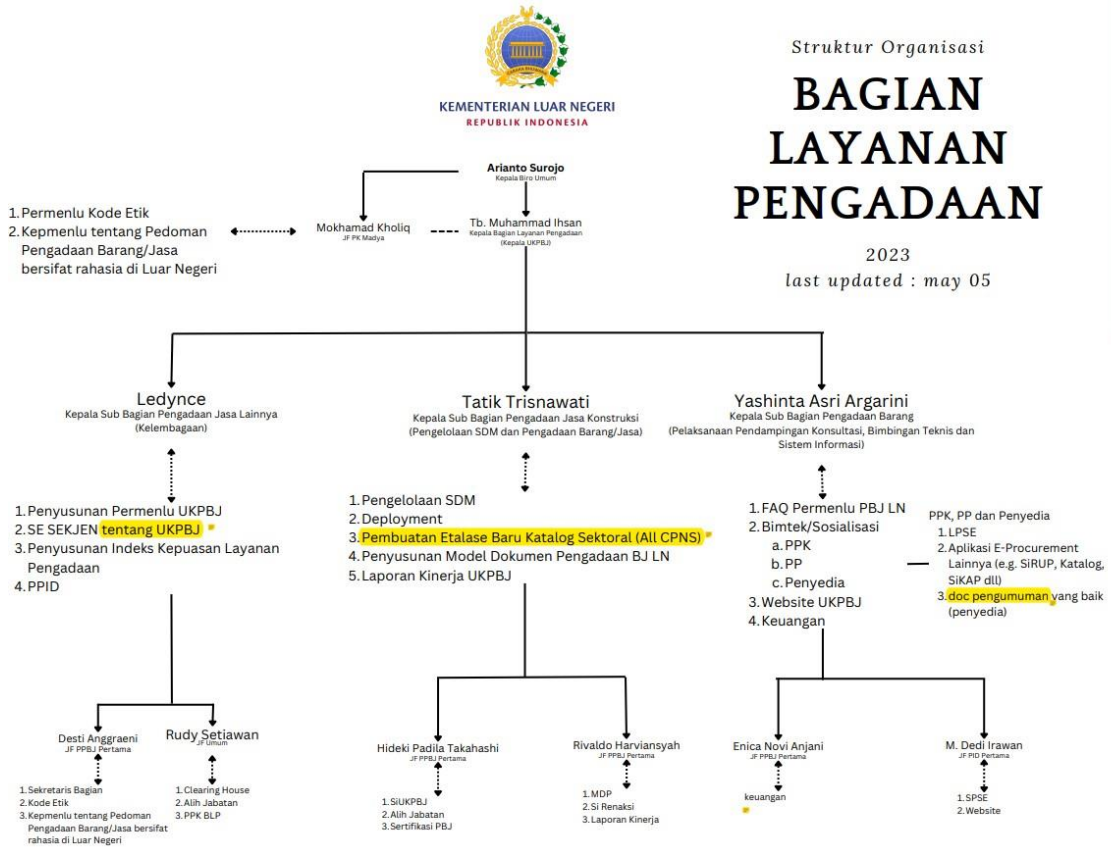 KEMENTERIAN LUAR NEGERI
REPUBLIK INDONESIA
Struktur Organisasi
BAGIAN
LAYANAN
PENGADAAN
2023
last updated : may 05
Arianto Surojo
Kepala Biro Umum
Mokhamad Kholiq
JF PK Madya
Tb. Muhammad Ihsan
Kepala Bagian Layanan Pengadaan
(Kepala UKPBJ)
1. Permenlu Kode Etik
2. Kepmenlu tentang Pedoman
Pengadaan Barang/Jasa
bersifat rahasia di Luar Negeri
Ledynce
Kepala Sub Bagian Pengadaan Jasa Lainnya
(Kelembagaan)
1. Penyusunan Permenlu UKPBJ
2. SE SEKJEN tentang UKPBJ
3. Penyusunan Indeks Kepuasan Layanan
Pengadaan
4. PPID
Tatik Trisnawati
Kepala Sub Bagian Pengadaan Jasa Konstruksi
(Pengelolaan SDM dan Pengadaan Barang/Jasa)
1. Pengelolaan SDM
2. Deployment
3. Pembuatan Etalase Baru Katalog Sektoral (All CPNS)
4. Penyusunan Model Dokumen Pengadaan BJ LN
5. Laporan Kinerja UKPBJ
Yashinta Asri Argarini
Kepala Sub Bagian Pengadaan Barang
(Pelaksanaan Pendampingan Konsultasi, Bimbingan Teknis dan
Sistem Informasi)
1. FAQ Permenlu PBJ LN
2. Bimtek/Sosialisasi
a. PPK
b. PP
c. Penyedia
3. Website UKPBJ
4. Keuangan
PPK, PP dan Penyedia
1. LPSE
2. Aplikasi E-Procurement
Lainnya (e.g. SiRUP, Katalog,
SiKAP dll)
3. doc pengumuman yang baik
(penyedia)
Desti Anggraeni
JF PPBJ Pertama
1. Sekretaris Bagian
2. Kode Etik
3. Kepmenlu tentang Pedoman
Pengadaan Barang/Jasa bersifat
rahasia di Luar Negeri
Rudy Setiawan
JF Umum
1. Clearing House
2. Alih Jabatan
3. PPK BLP
Hideki Padila Takahashi
JF PPBJ Pertama
1. SiUKPBJ
2. Alih Jabatan
3. Sertifikasi PBJ
Rivaldo Harviansyah
JF PPBJ Pertama
1. MDP
2. Si Renaksi
3. Laporan Kinerja
Enica Novi Anjani
JF PPBJ Pertama
keuangan
M. Dedi Irawan
JF PID Pertama
1. SPSE
2. Website